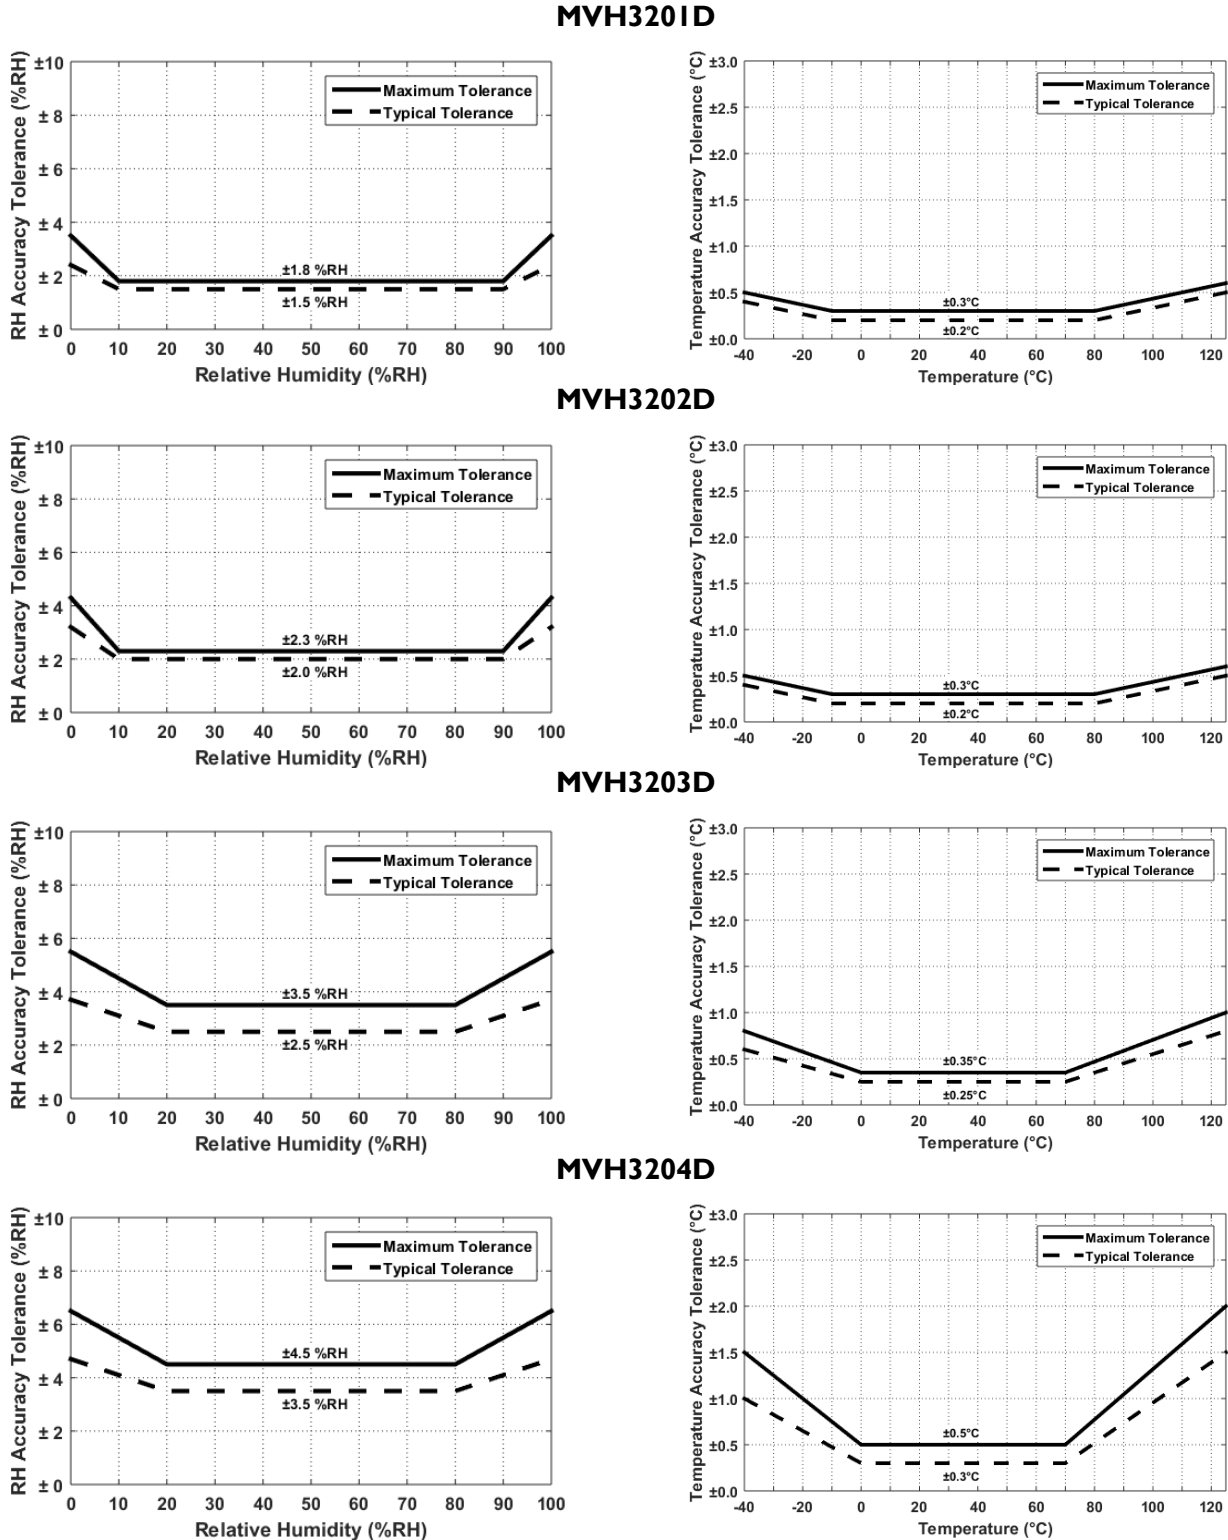 MVH3201D
RH Accuracy Tolerance (%RH)
±10
± 8
± 6
± 4
± 2
± 0
Maximum Tolerance
Typical Tolerance
±1.8 %RH
±1.5 %RH
0 10 20 30 40 50 60 70 80 90 100
Relative Humidity (%RH)
Temperature Accuracy Tolerance (°C)
±3.0
±2.5
±2.0
±1.5
±1.0
±0.5
±0.0
Maximum Tolerance
Typical Tolerance
±0.3°C
±0.2°C
-40 -20 0 20 40 60 80 100 120
Temperature (°C)
MVH3202D
RH Accuracy Tolerance (%RH)
±10
± 8
± 6
± 4
± 2
± 0
Maximum Tolerance
Typical Tolerance
±2.3 %RH
±2.0 %RH
0 10 20 30 40 50 60 70 80 90 100
Relative Humidity (%RH)
Temperature Accuracy Tolerance (°C)
±3.0
±2.5
±2.0
±1.5
±1.0
±0.5
±0.0
Maximum Tolerance
Typical Tolerance
±0.3°C
±0.2°C
-40 -20 0 20 40 60 80 100 120
Temperature (°C)
MVH3203D
RH Accuracy Tolerance (%RH)
±10
± 8
± 6
± 4
± 2
± 0
Maximum Tolerance
Typical Tolerance
±3.5 %RH
±2.5 %RH
0 10 20 30 40 50 60 70 80 90 100
Relative Humidity (%RH)
Temperature Accuracy Tolerance (°C)
±3.0
±2.5
±2.0
±1.5
±1.0
±0.5
±0.0
Maximum Tolerance
Typical Tolerance
±0.35°C
±0.25°C
-40 -20 0 20 40 60 80 100 120
Temperature (°C)
MVH3204D
RH Accuracy Tolerance (%RH)
±10
± 8
± 6
± 4
± 2
± 0
Maximum Tolerance
Typical Tolerance
±4.5 %RH
±3.5 %RH
0 10 20 30 40 50 60 70 80 90 100
Relative Humidity (%RH)
Temperature Accuracy Tolerance (°C)
±3.0
±2.5
±2.0
±1.5
±1.0
±0.5
±0.0
Maximum Tolerance
Typical Tolerance
±0.5°C
±0.3°C
-40 -20 0 20 40 60 80 100 120
Temperature (°C)